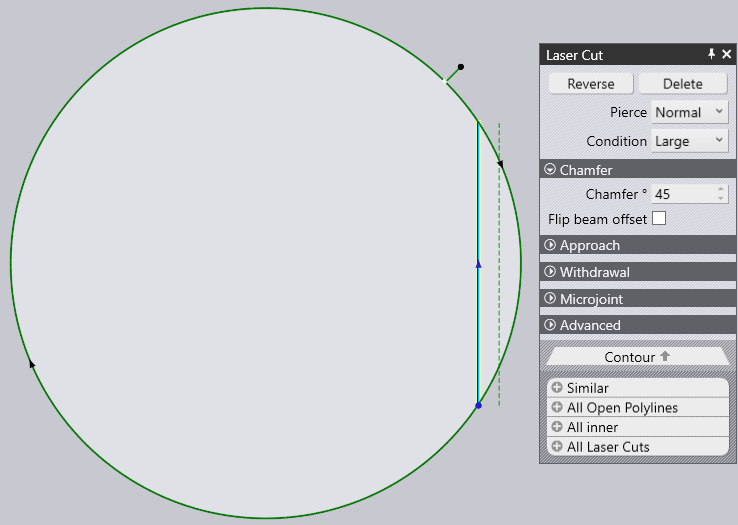 Laser Cut
Reverse Delete
Pierce Normal
Condition Large
Chamfer
Chamfer ° 45
Flip beam offset
Approach
Withdrawal
Microjoint
Advanced
Contour
Similar
All Open Polylines
All inner
All Laser Cuts